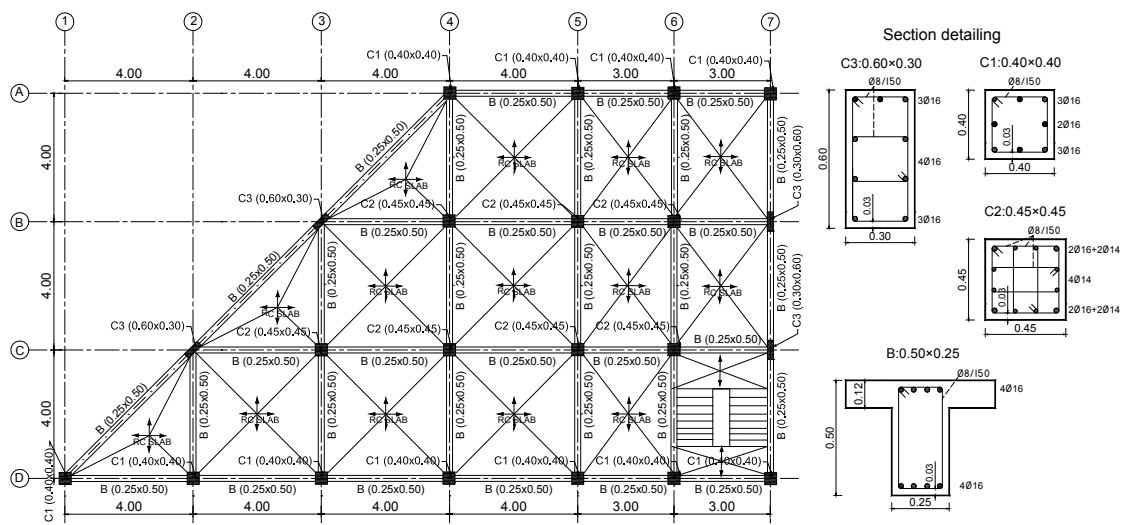 1 2 3 4 5 6 7
Section detailing
C1 (0.40x0.40) C1 (0.40x0.40) C1 (0.40x0.40) C1 (0.40x0.40)
4.00 4.00 4.00 4.00 3.00 3.00
C3:0.60×0.30
C1:0.40×0.40
Ø8/150
Ø8/150
A
B (0.25x0.50) B (0.25x0.50) B (0.25x0.50)
3Ø16
4Ø16
3Ø16
0.60
0.03
0.30
3Ø16
2Ø16
3Ø16
0.40
0.03
0.40
4.00
B (0.25x0.50)
B (0.25x0.50) B (0.25x0.50) B (0.25x0.50) B (0.25x0.50)
RC SLAB RC SLAB RC SLAB RC SLAB
C3 (0.30x0.60)
C3 (0.60x0.30) C2 (0.45x0.45) C2 (0.45x0.45) C2 (0.45x0.45)
B
B (0.25x0.50) B (0.25x0.50) B (0.25x0.50) B (0.25x0.50)
C2:0.45×0.45
Ø8/150
2Ø16+2Ø14
4Ø14
2Ø16+2Ø14
0.45
0.03
0.45
4.00
B (0.25x0.50)
B (0.25x0.50) B (0.25x0.50) B (0.25x0.50) B (0.25x0.50) B (0.25x0.50)
RC SLAB RC SLAB RC SLAB RC SLAB RC SLAB
C3 (0.30x0.60)
C3 (0.60x0.30) C2 (0.45x0.45) C2 (0.45x0.45) C2 (0.45x0.45) C2 (0.45x0.45)
C
B (0.25x0.50) B (0.25x0.50) B (0.25x0.50) B (0.25x0.50) B (0.25x0.50)
B:0.50×0.25
Ø8/150
4Ø16
0.12
0.50
0.03
4Ø16
0.25
4.00
B (0.25x0.50)
B (0.25x0.50) B (0.25x0.50) B (0.25x0.50) B (0.25x0.50) B (0.25x0.50) B (0.25x0.50)
RC SLAB RC SLAB RC SLAB RC SLAB RC SLAB
C1 (0.40x0.40) C1 (0.40x0.40) C1 (0.40x0.40) C1 (0.40x0.40) C1 (0.40x0.40) C1 (0.40x0.40)
C1 (0.40x0.40)
D
B (0.25x0.50) B (0.25x0.50) B (0.25x0.50) B (0.25x0.50) B (0.25x0.50) B (0.25x0.50)
4.00 4.00 4.00 4.00 3.00 3.00